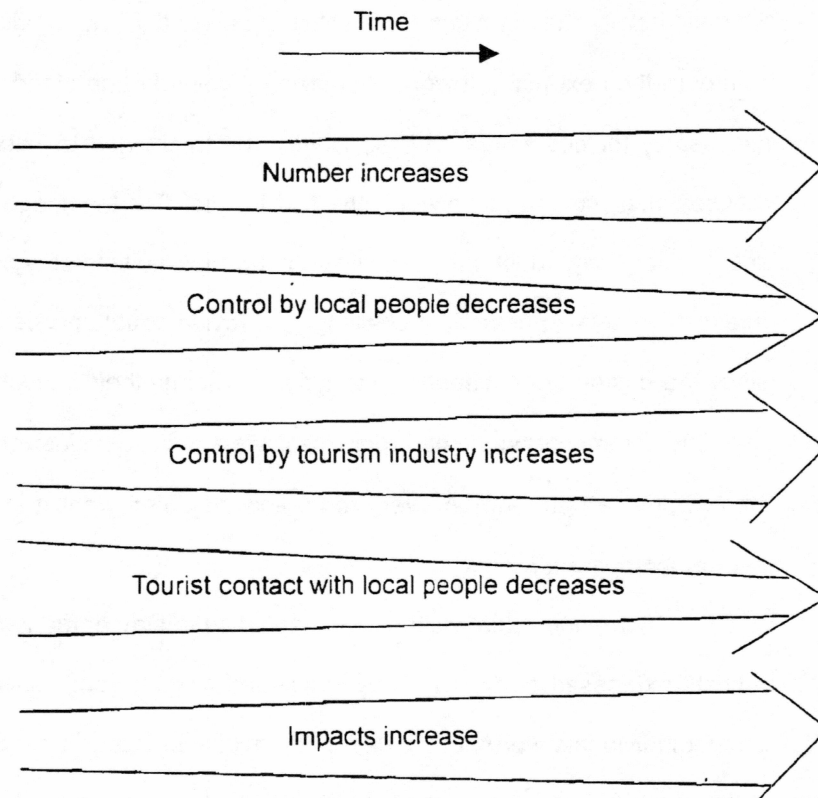 Time
Number increases
Control by local people decreases
Control by tourism industry increases
Tourist contact with local people decreases
Impacts increase